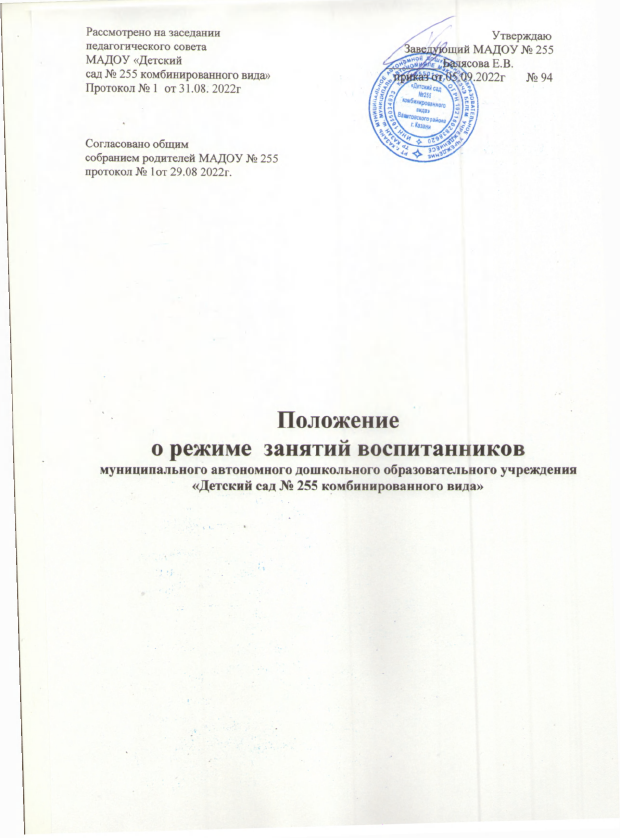 Рассмотрено на заседании
педагогического совета
МАДОУ «Детский
сад № 255 комбинированного вида»
Протокол № 1 от 31.08. 2022г
Утверждаю
Заведующий МАДОУ № 255
Балясова Е.В.
приказ от 05.09.2022г № 94
«Детский сад
№255
комбинированного
вида»
Вахитовского района
г. Казани
Согласовано общим
собранием родителей МАДОУ № 255
протокол № 1от 29.08 2022г.
Положение
о режиме занятий воспитанников
муниципального автономного дошкольного образовательного учреждения
«Детский сад № 255 комбинированного вида»